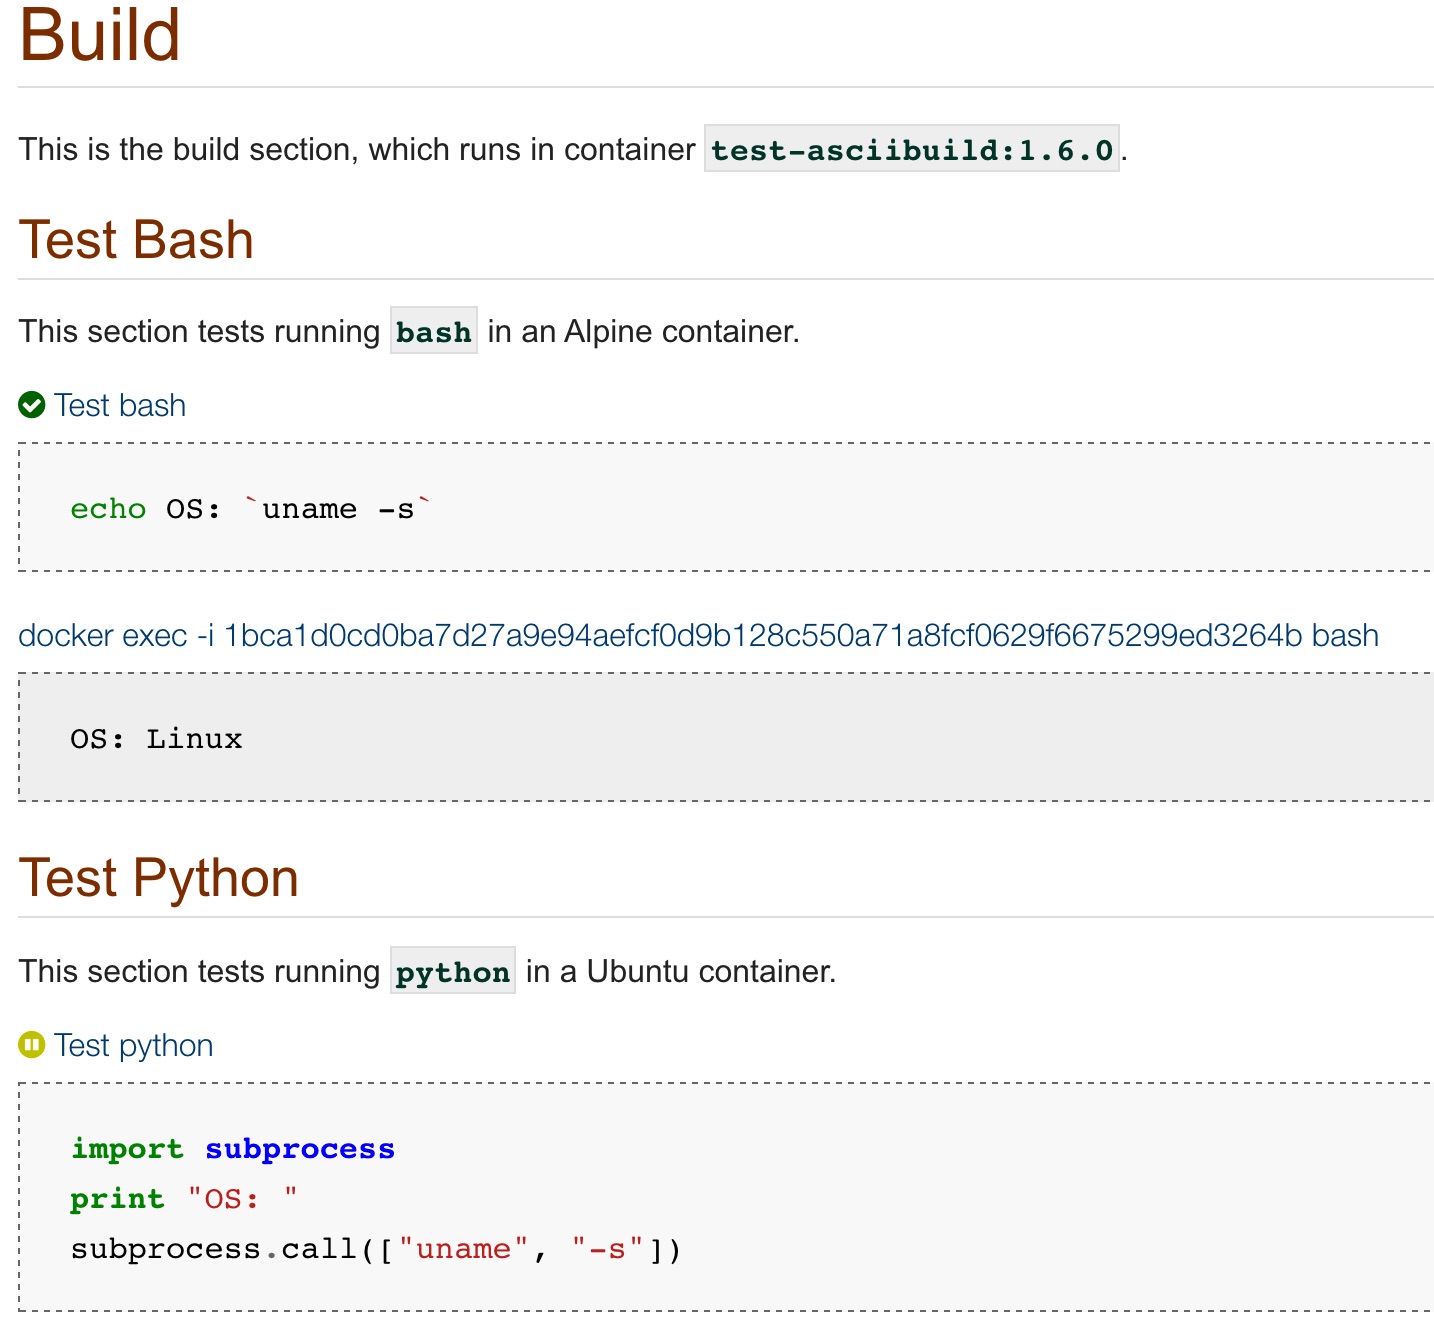 Build
This is the build section, which runs in container test-asciibuild:1.6.0.
Test Bash
This section tests running bash in an Alpine container.
Test bash
echo OS: `uname -s`
docker exec -i 1bca1d0cd0ba7d27a9e94aefcf0d9b128c550a71a8fcf0629f6675299ed3264b bash
OS: Linux
Test Python
This section tests running python in a Ubuntu container.
Test python
import subprocess
print "OS: "
subprocess.call(["uname", "-s"])